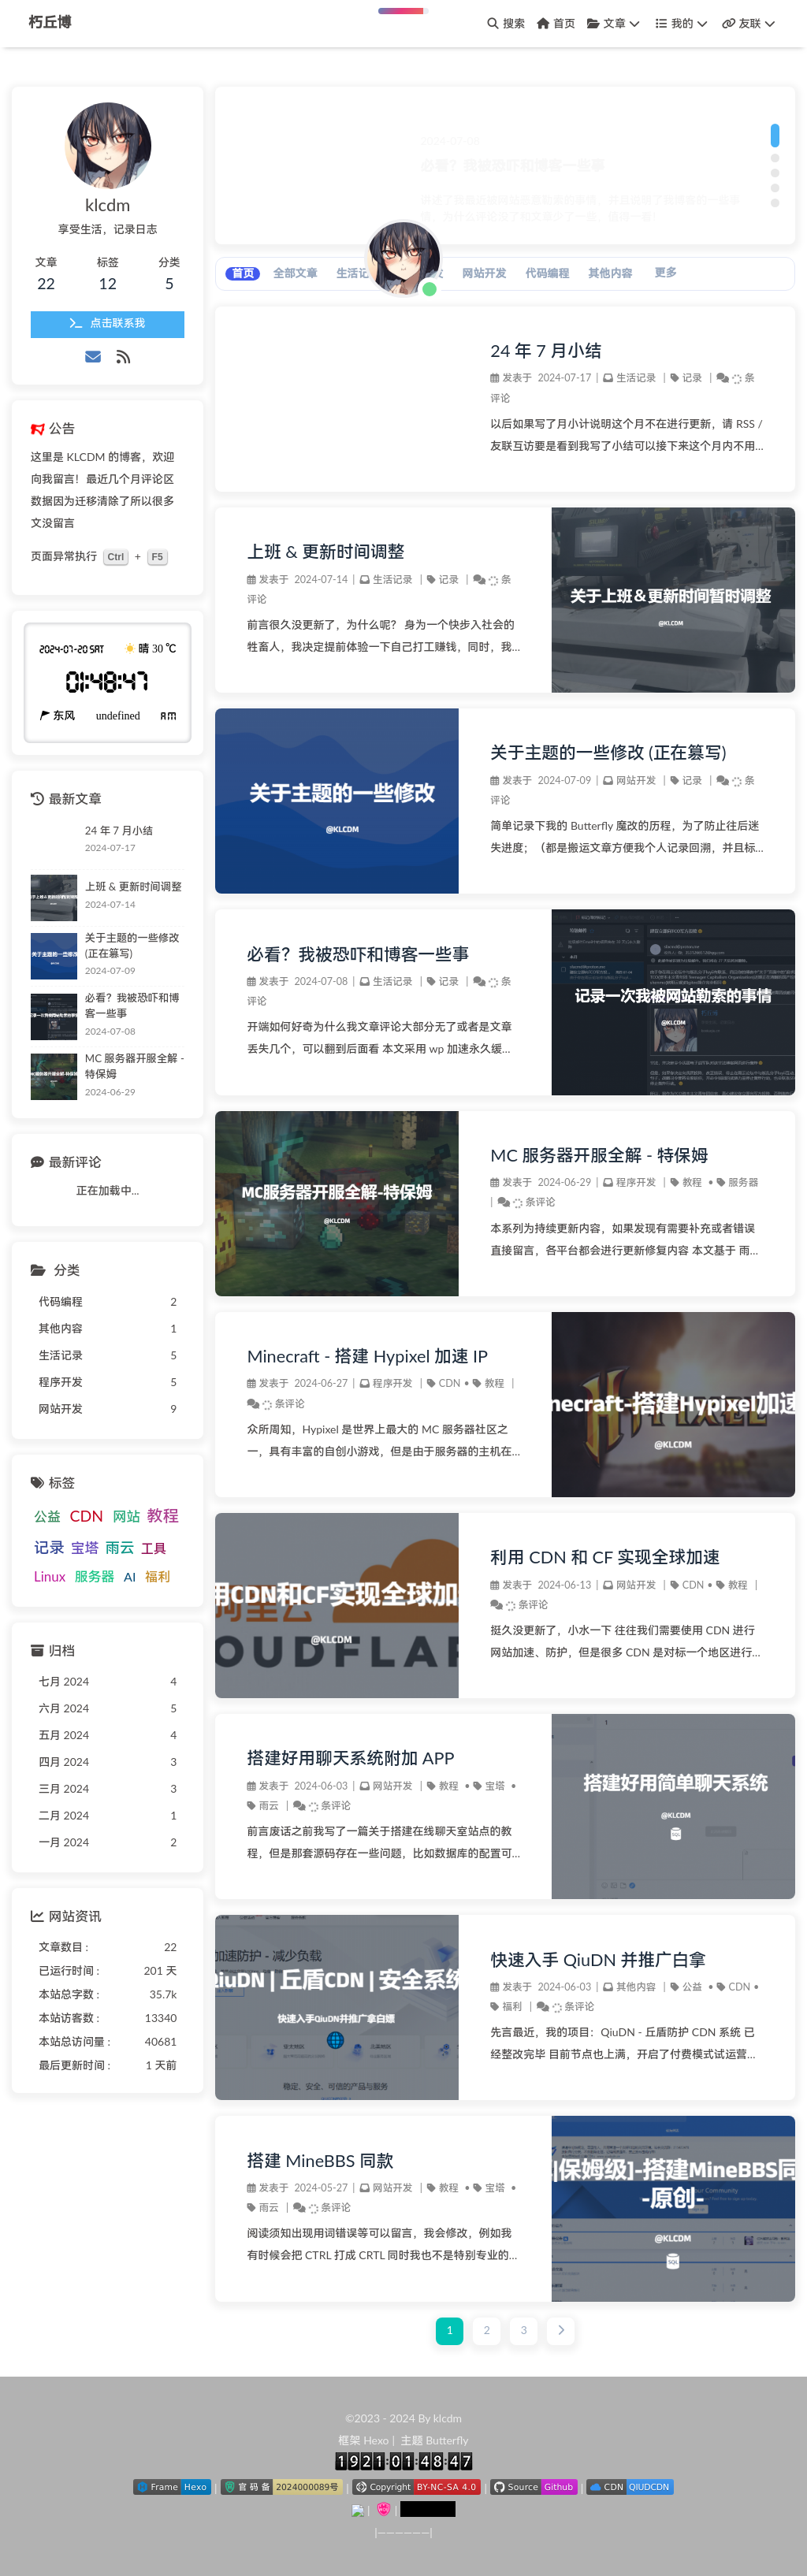 朽丘博
搜索 首页 文章 我的 友联
klcdm
享受生活，记录日志
文章 标签 分类
22 12 5
点击联系我
公告
这里是 KLCDM 的博客，欢迎
向我留言！最近几个月评论区
数据因为迁移清除了所以很多
文没留言
页面异常执行 Ctrl + F5
2024-07-20 SAT 晴 30 ℃
01:48:47
东风 undefined AM
最新文章
24 年 7 月小结
2024-07-17
上班 & 更新时间调整
2024-07-14
关于主题的一些修改
(正在篡写)
2024-07-09
必看？我被恐吓和博
客一些事
2024-07-08
MC 服务器开服全解 -
特保姆
2024-06-29
最新评论
正在加载中...
分类
代码编程 2
其他内容 1
生活记录 5
程序开发 5
网站开发 9
标签
公益 CDN 网站 教程
记录 宝塔 雨云 工具
Linux 服务器 AI 福利
归档
七月 2024 4
六月 2024 5
五月 2024 4
四月 2024 3
三月 2024 3
二月 2024 1
一月 2024 2
网站资讯
文章数目 : 22
已运行时间 : 201 天
本站总字数 : 35.7k
本站访客数 : 13340
本站总访问量 : 40681
最后更新时间 : 1 天前
2024-07-08
必看？我被恐吓和博客一些事
首页 全部文章 生活记 网站开发 代码编程 其他内容 更多
24 年 7 月小结
发表于 2024-07-17 | 生活记录 | 记录 | 条
评论
以后如果写了月小计说明这个月不在进行更新，请 RSS /
友联互访要是看到我写了小结可以接下来这个月内不用...
上班 & 更新时间调整
发表于 2024-07-14 | 生活记录 | 记录 | 条
评论
前言很久没更新了，为什么呢？ 身为一个快步入社会的
牲畜人，我决定提前体验一下自己打工赚钱，同时，我...
关于上班＆更新时间暂时调整
@KLCDM
关于主题的一些修改
@KLCDM
关于主题的一些修改 (正在篡写)
发表于 2024-07-09 | 网站开发 | 记录 | 条
评论
简单记录下我的 Butterfly 魔改的历程，为了防止往后迷
失进度；（都是搬运文章方便我个人记录回溯，并且标...
必看？我被恐吓和博客一些事
发表于 2024-07-08 | 生活记录 | 记录 | 条
评论
开端如何好奇为什么我文章评论大部分无了或者是文章
丢失几个，可以翻到后面看 本文采用 wp 加速永久缓...
记录一次我被网站勒索的事情
@KLCDM
MC服务器开服全解-特保姆
@KLCDM
MC 服务器开服全解 - 特保姆
发表于 2024-06-29 | 程序开发 | 教程 • 服务器
| 条评论
本系列为持续更新内容，如果发现有需要补充或者错误
直接留言，各平台都会进行更新修复内容 本文基于 雨...
Minecraft - 搭建 Hypixel 加速 IP
发表于 2024-06-27 | 程序开发 | CDN • 教程 |
条评论
众所周知，Hypixel 是世界上最大的 MC 服务器社区之
一，具有丰富的自创小游戏，但是由于服务器的主机在...
necraft-搭建Hypixel加速
@KLCDM
用CDN和CF实现全球加
@KLCDM
利用 CDN 和 CF 实现全球加速
发表于 2024-06-13 | 网站开发 | CDN • 教程 |
条评论
挺久没更新了，小水一下 往往我们需要使用 CDN 进行
网站加速、防护，但是很多 CDN 是对标一个地区进行...
搭建好用聊天系统附加 APP
发表于 2024-06-03 | 网站开发 | 教程 • 宝塔 •
雨云 | 条评论
前言废话之前我写了一篇关于搭建在线聊天室站点的教
程，但是那套源码存在一些问题，比如数据库的配置可...
搭建好用简单聊天系统
@KLCDM
QiuDN | 丘盾CDN | 安全系统
快速入手QiuDN并推广拿白嫖
快速入手 QiuDN 并推广白拿
发表于 2024-06-03 | 其他内容 | 公益 • CDN •
福利 | 条评论
先言最近，我的项目：QiuDN - 丘盾防护 CDN 系统 已
经整改完毕 目前节点也上满，开启了付费模式试运营...
搭建 MineBBS 同款
发表于 2024-05-27 | 网站开发 | 教程 • 宝塔 •
雨云 | 条评论
阅读须知出现用词错误等可以留言，我会修改，例如我
有时候会把 CTRL 打成 CRTL 同时我也不是特别专业的...
[保姆级]-搭建MineBBS同
-原创-
@KLCDM
1 2 3
©2023 - 2024 By klcdm
框架 Hexo | 主题 Butterfly
1921:01:48:47
Frame Hexo | 官 码 备 2024000089号 | Copyright BY-NC-SA 4.0 | Source Github | CDN QIUDCDN